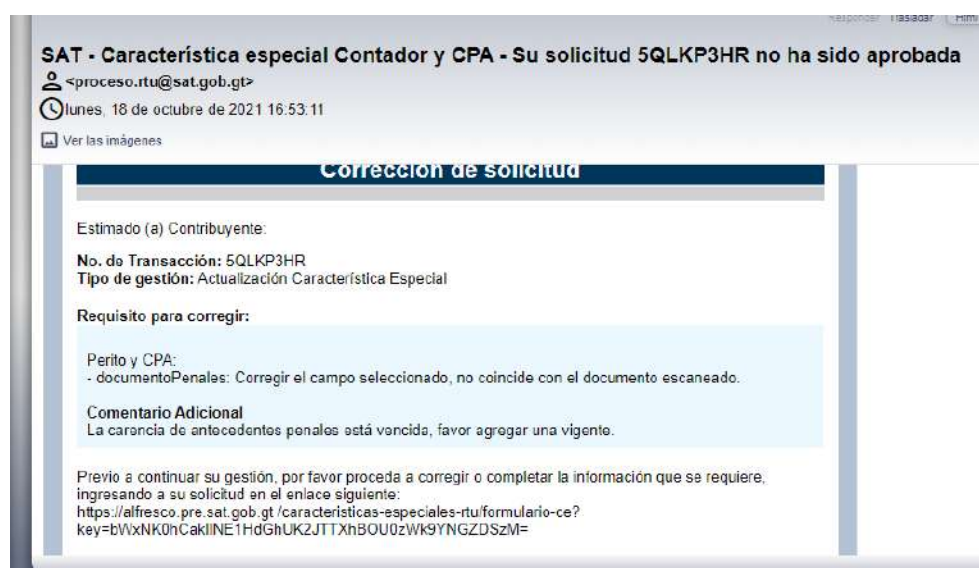 Responder Trasladar
SAT - Característica especial Contador y CPA - Su solicitud 5QLKP3HR no ha sido aprobada
<proceso.rtu@sat.gob.gt>
lunes, 18 de octubre de 2021 16:53:11
Ver las imágenes
Corrección de solicitud
Estimado (a) Contribuyente:
No. de Transacción: 5QLKP3HR
Tipo de gestión: Actualización Característica Especial
Requisito para corregir:
Perito y CPA:
- documentoPenales: Corregir el campo seleccionado, no coincide con el documento escaneado.
Comentario Adicional
La carencia de antecedentes penales está vencida, favor agregar una vigente.
Previo a continuar su gestión, por favor proceda a corregir o completar la información que se requiere,
ingresando a su solicitud en el enlace siguiente:
https://alfresco.pre.sat.gob.gt /caracteristicas-especiales-rtu/formulario-ce?